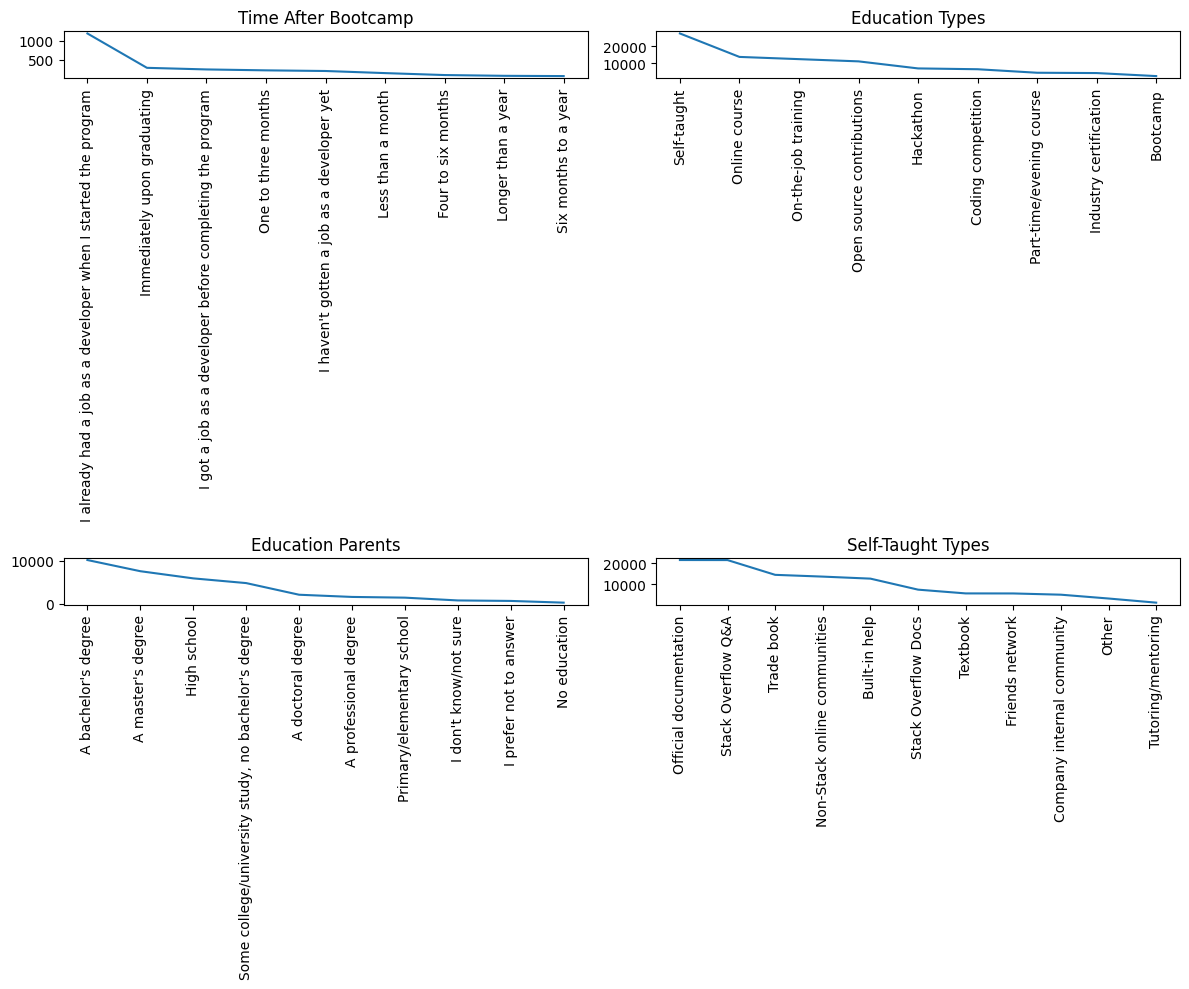 Time After Bootcamp
1000
500
I already had a job as a developer when I started the program
Immediately upon graduating
I got a job as a developer before completing the program
One to three months
I haven't gotten a job as a developer yet
Less than a month
Four to six months
Longer than a year
Six months to a year
Education Types
20000
10000
Self-taught
Online course
On-the-job training
Open source contributions
Hackathon
Coding competition
Part-time/evening course
Industry certification
Bootcamp
Education Parents
10000
0
A bachelor's degree
A master's degree
High school
Some college/university study, no bachelor's degree
A doctoral degree
A professional degree
Primary/elementary school
I don't know/not sure
I prefer not to answer
No education
Self-Taught Types
20000
10000
Official documentation
Stack Overflow Q&A
Trade book
Non-Stack online communities
Built-in help
Stack Overflow Docs
Textbook
Friends network
Company internal community
Other
Tutoring/mentoring